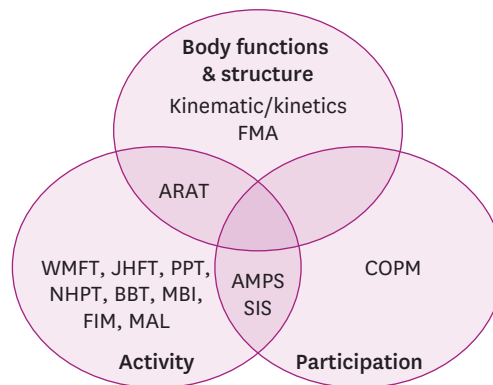 Body functions
& structure
Kinematic/kinetics
FMA
ARAT
WMFT, JHFT, PPT,
NHPT, BBT, MBI,
FIM, MAL
AMPS
SIS
COPM
Activity
Participation